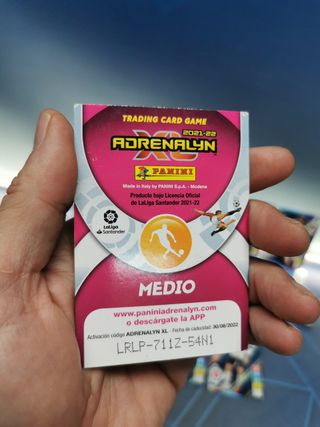 TRADING CARD GAME
2021-22
ADRENALYN
XL
PANINI
Made in Italy by PANINI S.p.A. - Modena
Producto bajo Licencia Oficial
de LaLiga Santander 2021-22
LaLiga
Santander
MEDIO
www.paniniadrenalyn.com
o descárgate la APP
Activación código ADRENALYN XL - Fecha de caducidad: 30/08/2022
LRLP-711Z-54N1